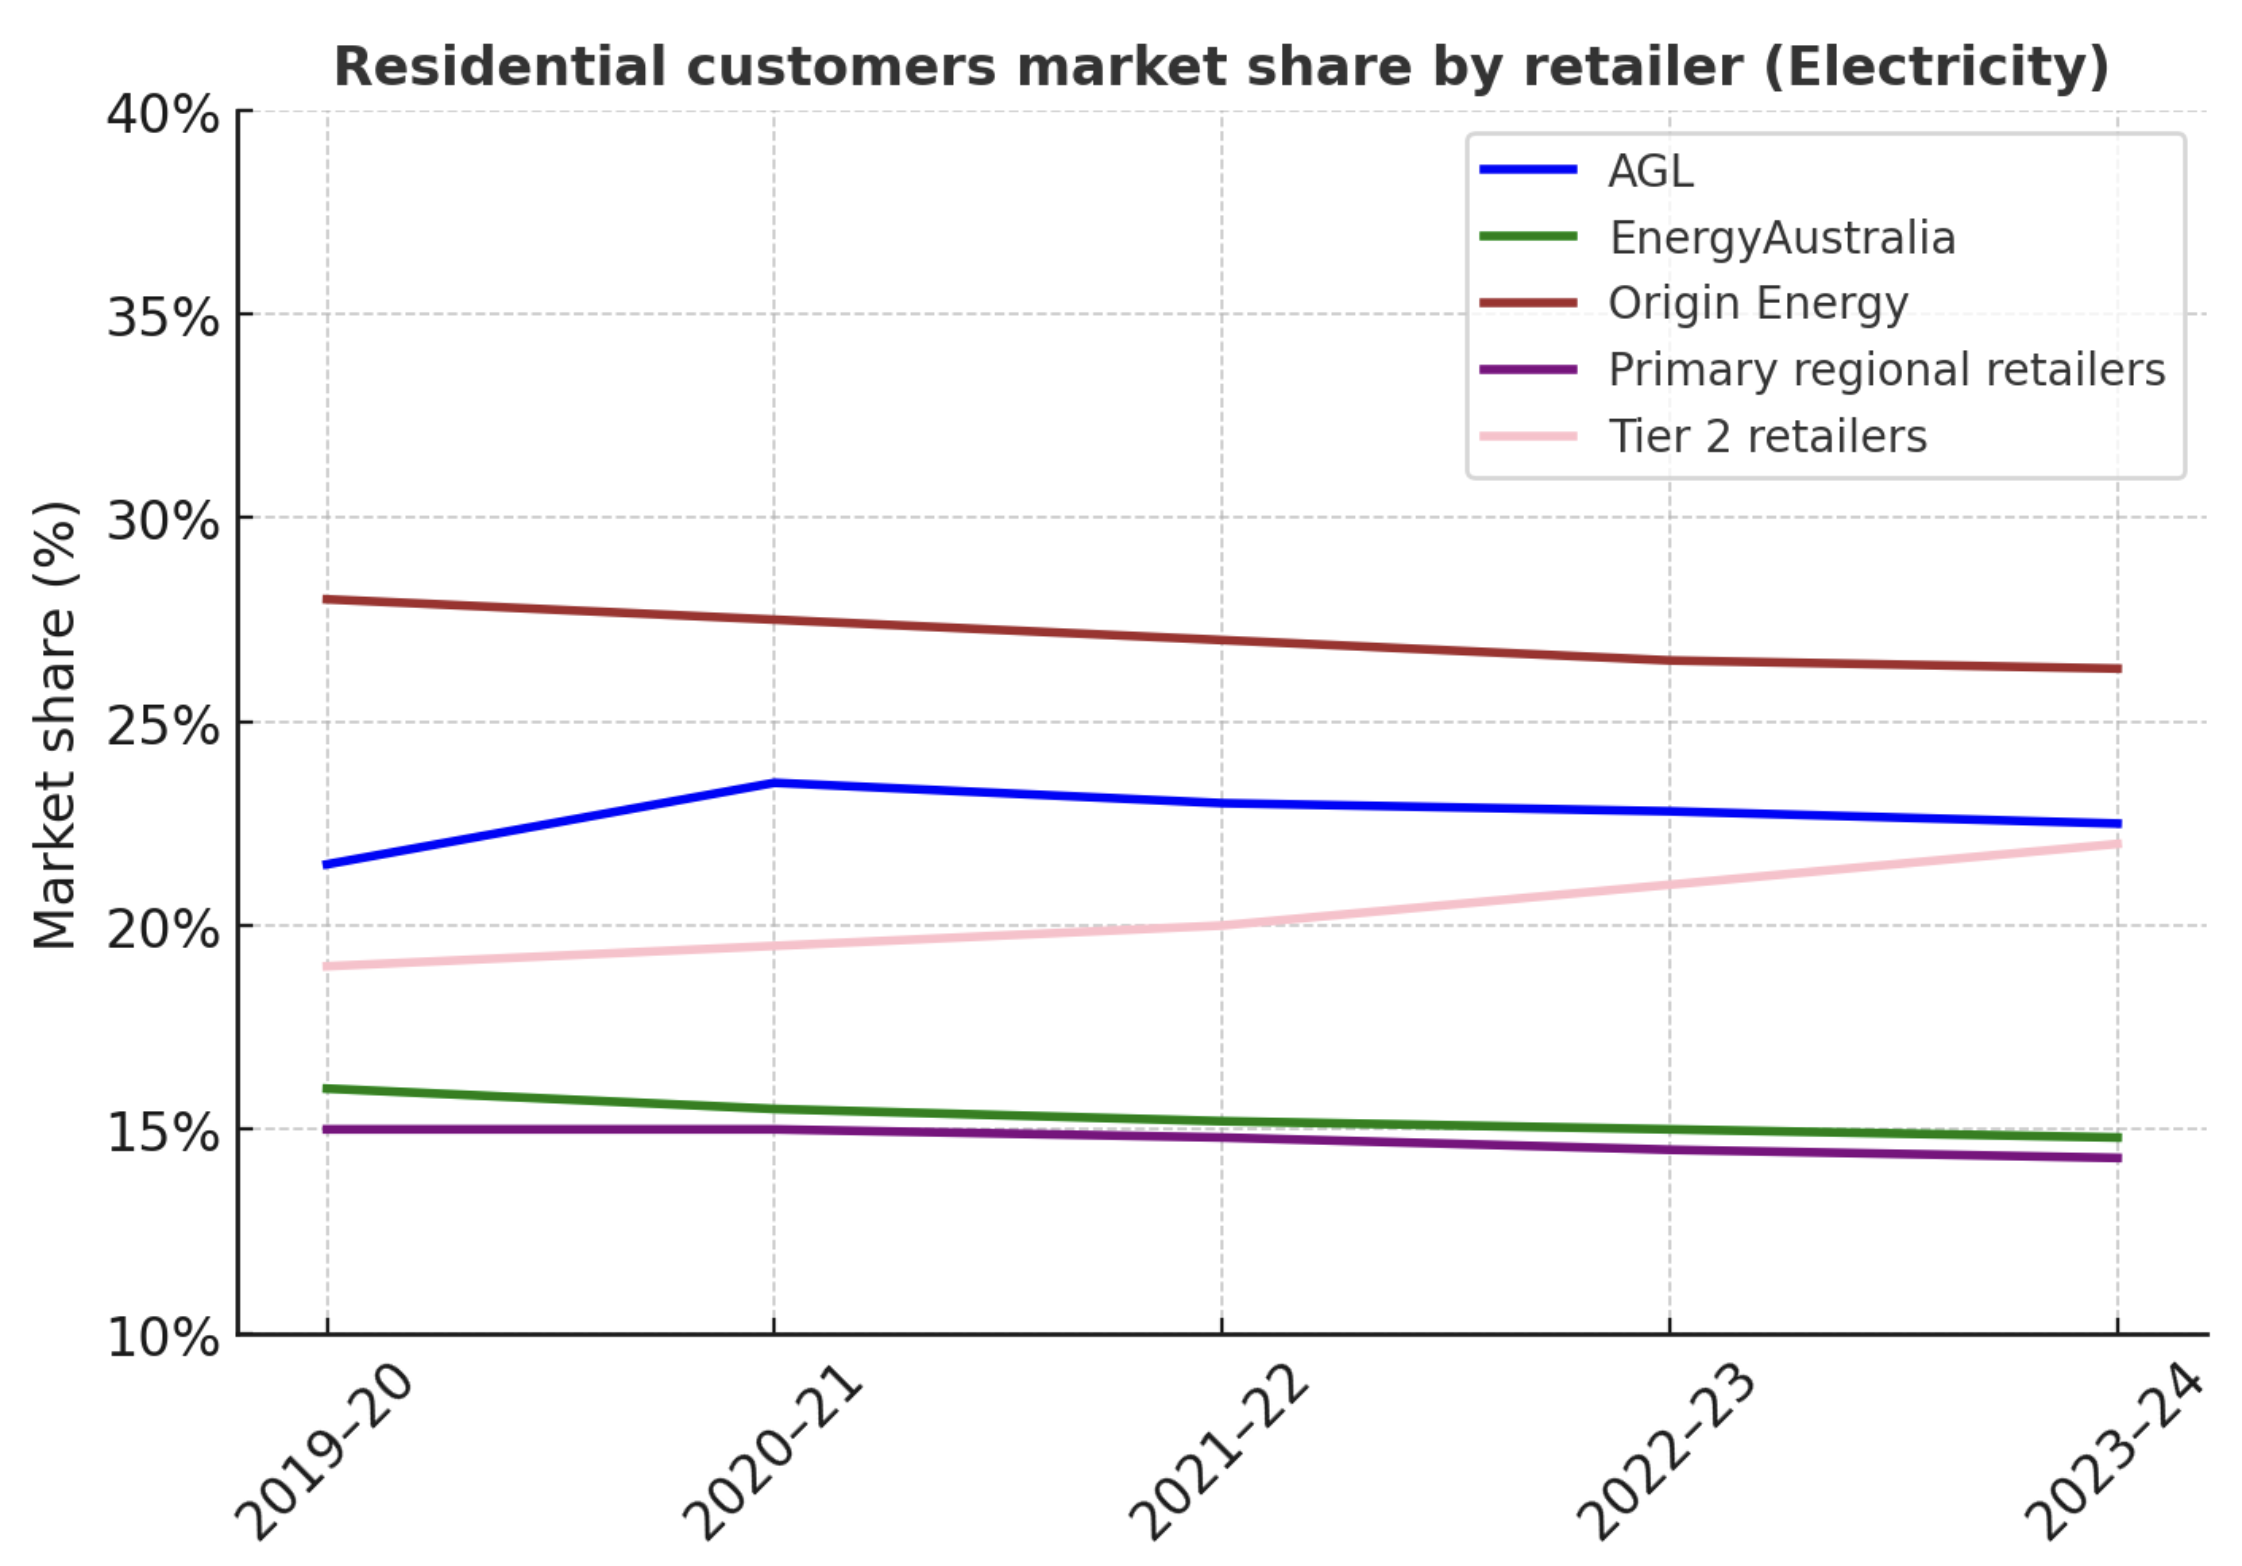 Residential customers market share by retailer (Electricity)
Market share (%)
40%
35%
30%
25%
20%
15%
10%
AGL
EnergyAustralia
Origin Energy
Primary regional retailers
Tier 2 retailers
2019–20
2020–21
2021–22
2022–23
2023–24